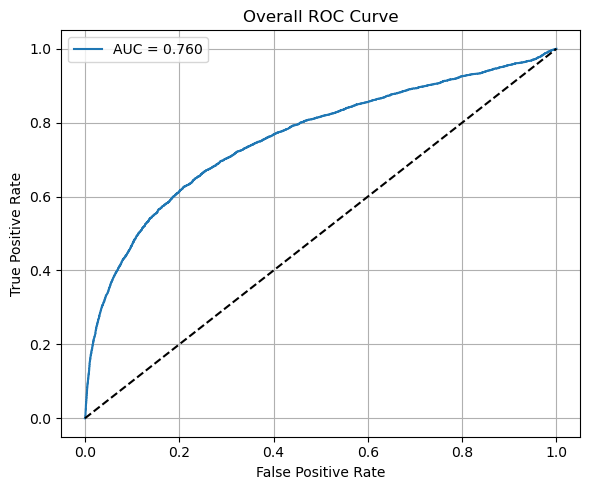 Overall ROC Curve
AUC = 0.760
True Positive Rate
1.0
0.8
0.6
0.4
0.2
0.0
0.0 0.2 0.4 0.6 0.8 1.0
False Positive Rate